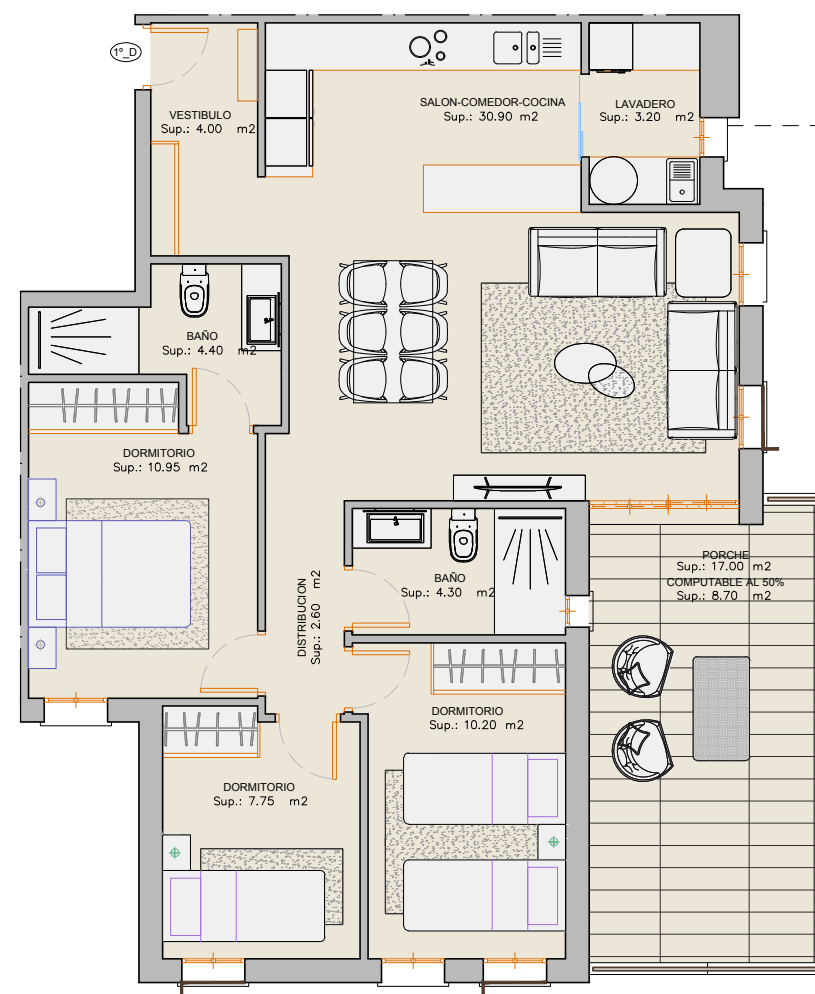 1º_D
VESTIBULO
Sup.: 4.00 m2
SALON-COMEDOR-COCINA
Sup.: 30.90 m2
LAVADERO
Sup.: 3.20 m2
BAÑO
Sup.: 4.40 m2
DORMITORIO
Sup.: 10.95 m2
DISTRIBUCION
Sup.: 2.60 m2
BAÑO
Sup.: 4.30 m2
PORCHE
Sup.: 17.00 m2
COMPUTABLE AL 50%
Sup.: 8.70 m2
DORMITORIO
Sup.: 10.20 m2
DORMITORIO
Sup.: 7.75 m2